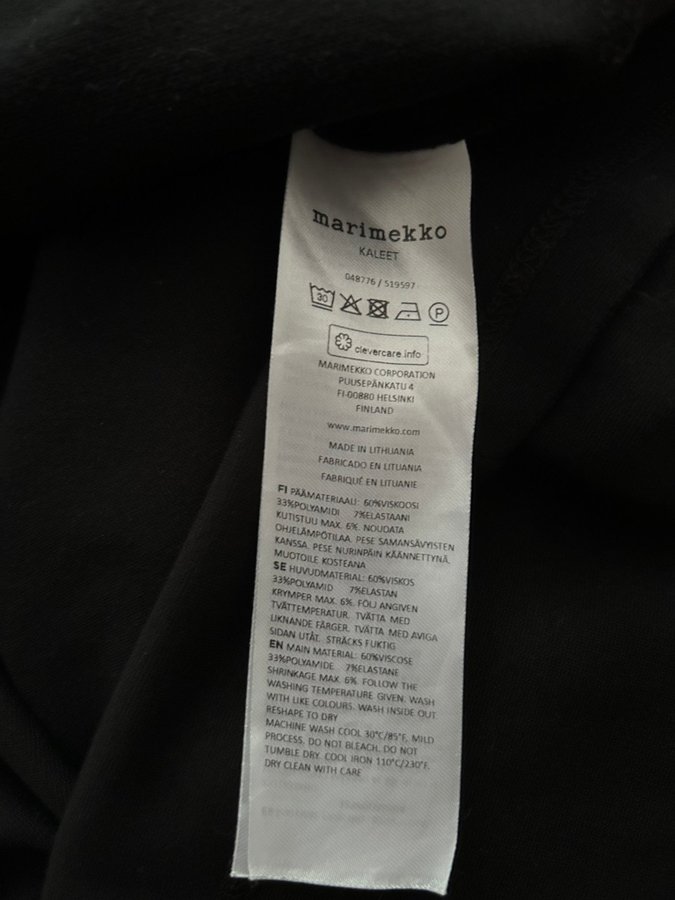 marimekko
KALEET
048776 / 519597
30 P
clevercare.info
MARIMEKKO CORPORATION
PUUSEPÄNKATU 4
FI-00880 HELSINKI
FINLAND
www.marimekko.com
MADE IN LITHUANIA
FABRICADO EN LITUANIA
FABRIQUÉ EN LITUANIE
FI PÄÄMATERIAALI: 60%VISKOOSI
33%POLYAMIDI 7%ELASTAANI
KUTISTUU MAX. 6%. NOUDATA
OHJELÄMPÖTILAA. PESE SAMANSÄVYISTEN
KANSSA. PESE NURINPÄIN KÄÄNNETTYNÄ.
MUOTOILE KOSTEANA
SE HUVUDMATERIAL: 60%VISKOS
33%POLYAMID 7%ELASTAN
KRYMPER MAX. 6%. FÖLJ ANGIVEN
TVÄTTEMPERATUR. TVÄTTA MED
LIKNANDE FÄRGER. TVÄTTA MED AVIGA
SIDAN UTÅT. STRÄCKS FUKTIG
EN MAIN MATERIAL: 60%VISCOSE
33%POLYAMIDE 7%ELASTANE
SHRINKAGE MAX. 6%. FOLLOW THE
WASHING TEMPERATURE GIVEN. WASH
WITH LIKE COLOURS. WASH INSIDE OUT
RESHAPE TO DRY
MACHINE WASH COOL 30°C/85°F, MILD
PROCESS. DO NOT BLEACH. DO NOT
TUMBLE DRY. COOL IRON 110°C/230°F.
DRY CLEAN WITH CARE